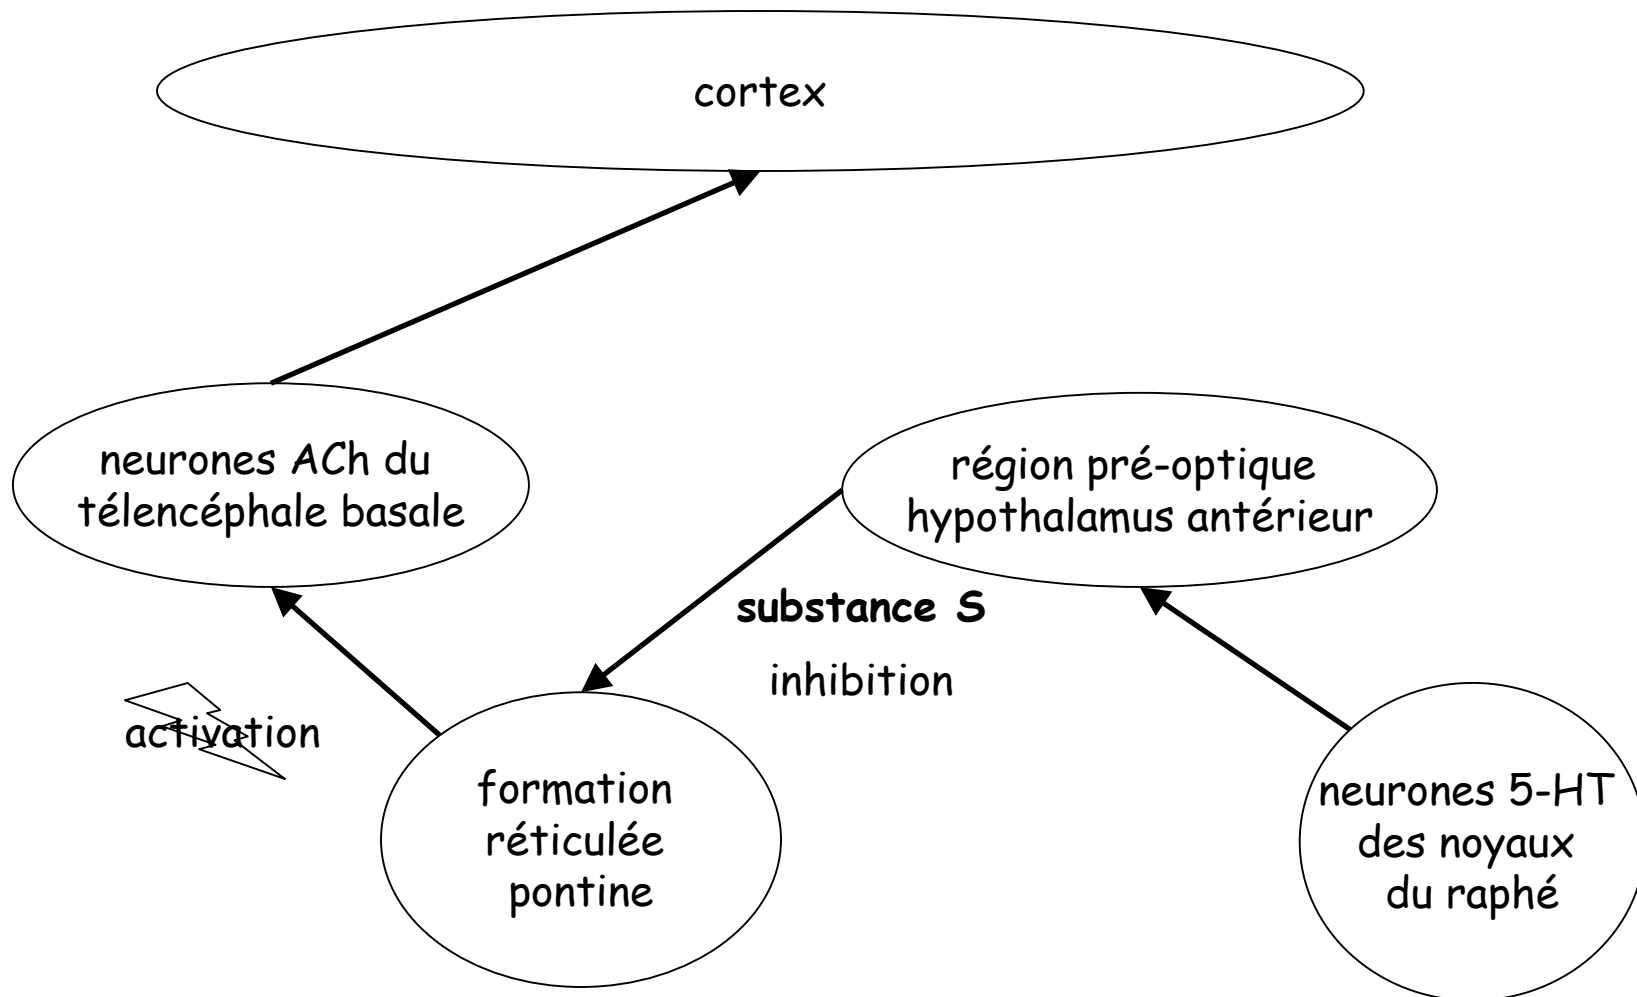 cortex
neurones ACh du
télencéphale basale
région pré-optique
hypothalamus antérieur
substance S
inhibition
activation
formation
réticulée
pontine
neurones 5-HT
des noyaux
du raphé